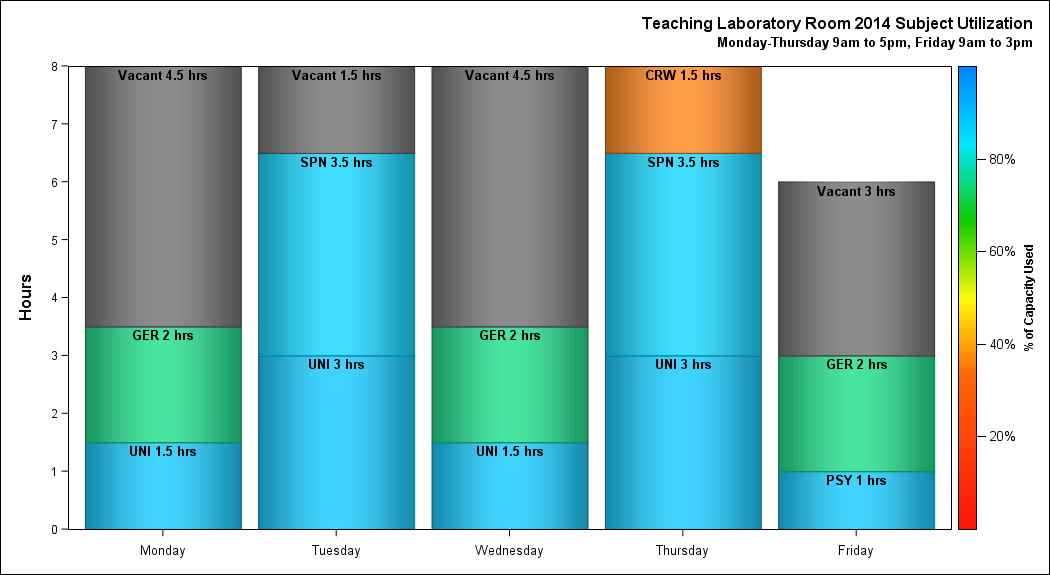 Teaching Laboratory Room 2014 Subject Utilization
Monday-Thursday 9am to 5pm, Friday 9am to 3pm
Hours
8
7
6
5
4
3
2
1
0
Vacant 4.5 hrs
GER 2 hrs
UNI 1.5 hrs
Vacant 1.5 hrs
SPN 3.5 hrs
UNI 3 hrs
Vacant 4.5 hrs
GER 2 hrs
UNI 1.5 hrs
CRW 1.5 hrs
SPN 3.5 hrs
UNI 3 hrs
Vacant 3 hrs
GER 2 hrs
PSY 1 hrs
Monday
Tuesday
Wednesday
Thursday
Friday
80%
60%
40%
20%
% of Capacity Used